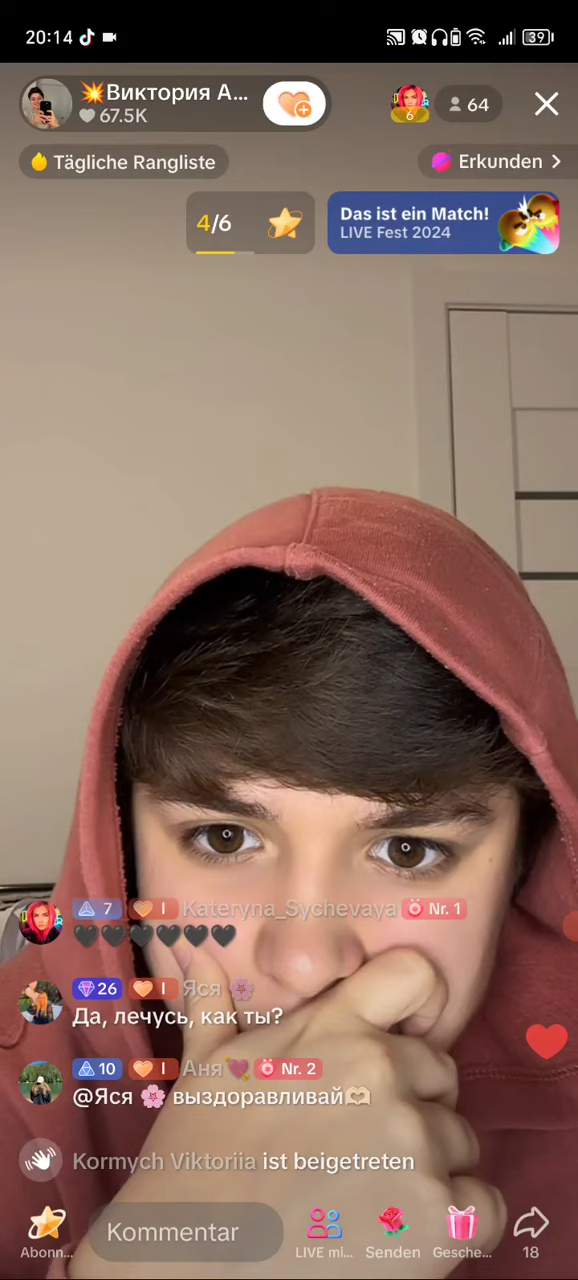 20:14
39
💥Виктория А...
67.5K
6
64
Tägliche Rangliste
Erkunden
4/6
Das ist ein Match!
LIVE Fest 2024
7 I Kateryna_Sychevaya Nr. 1
🖤🖤🖤🖤🖤🖤
26 I Яся 🌸
Да, лечусь, как ты?
10 I Аня💘 Nr. 2
@Яся 🌸 выздоравливай🫶🏻
Kormych Viktoriia ist beigetreten
Kommentar
Abonn...
LIVE mi...
Senden
Gesche...
18